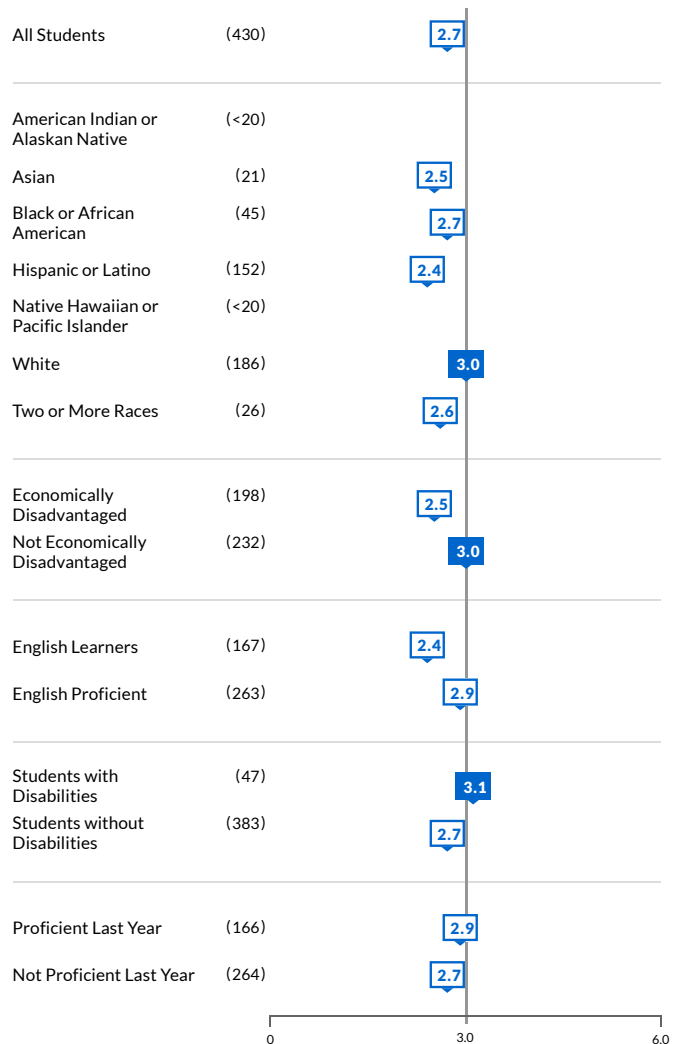 All Students (430) 2.7
American Indian or (<20)
Alaskan Native
Asian (21) 2.5
Black or African (45) 2.7
American
Hispanic or Latino (152) 2.4
Native Hawaiian or (<20)
Pacific Islander
White (186) 3.0
Two or More Races (26) 2.6
Economically (198) 2.5
Disadvantaged
Not Economically (232) 3.0
Disadvantaged
English Learners (167) 2.4
English Proficient (263) 2.9
Students with (47) 3.1
Disabilities
Students without (383) 2.7
Disabilities
Proficient Last Year (166) 2.9
Not Proficient Last Year (264) 2.7
0 3.0 6.0